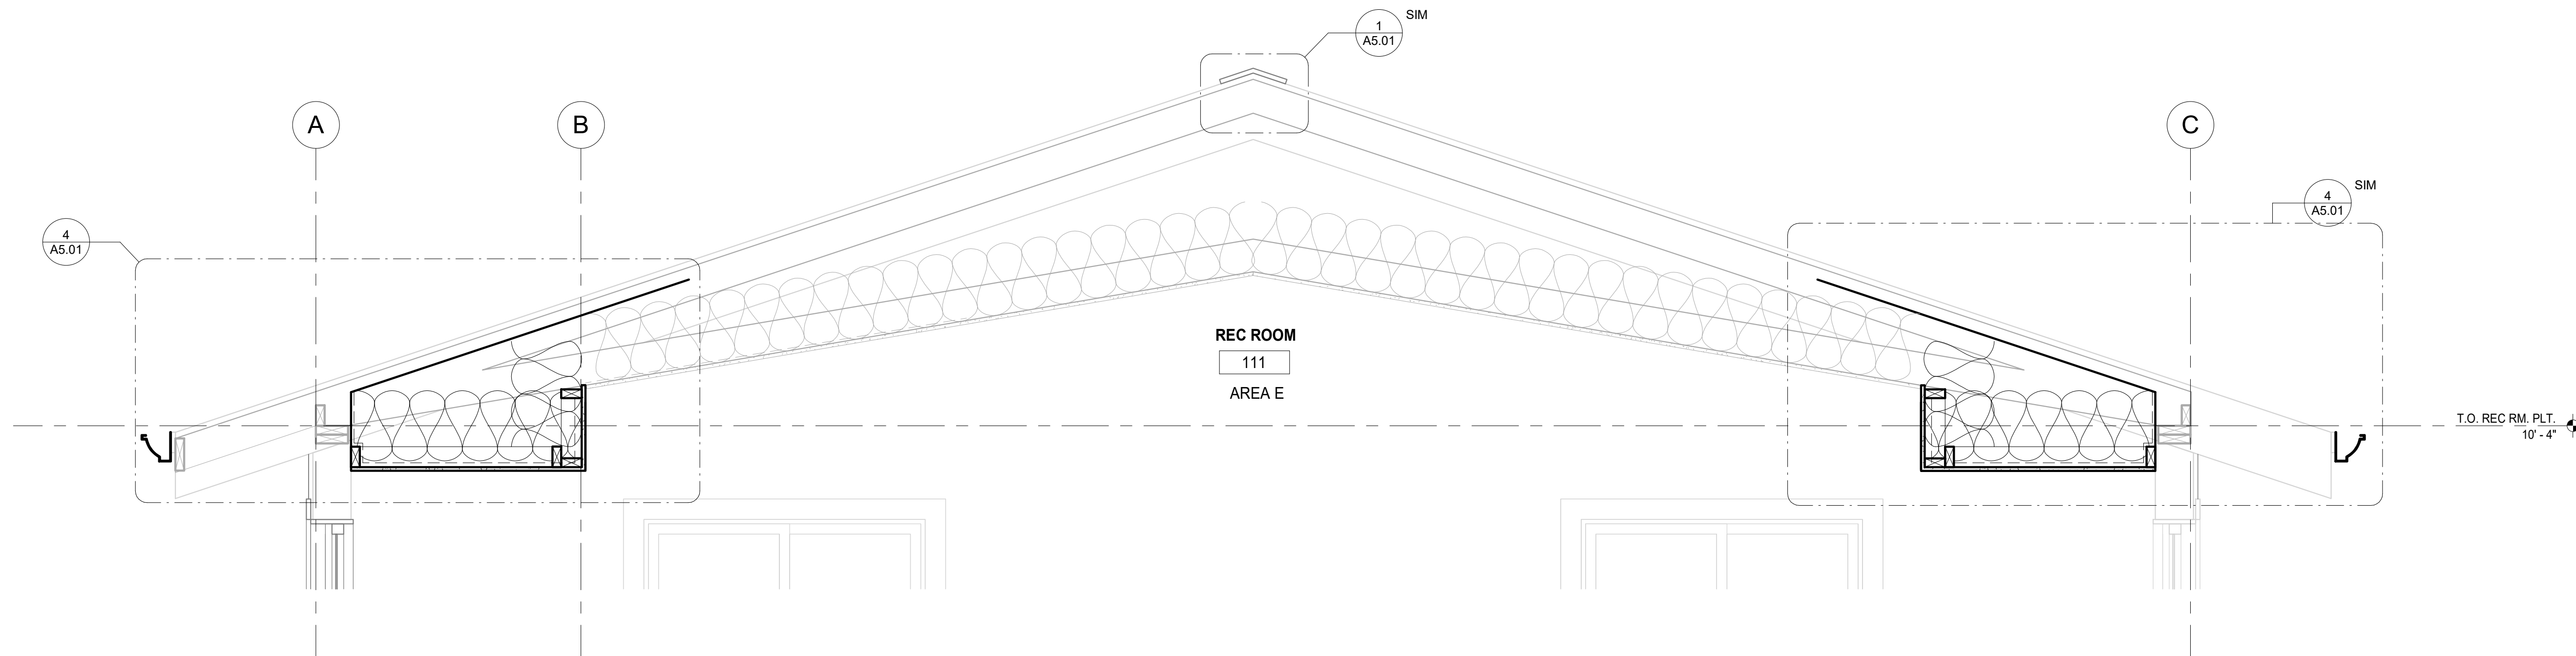 1
A5.01
SIM
A
B
C
4
A5.01
4
A5.01
SIM
REC ROOM
111
AREA E
T.O. REC RM. PLT.
10' - 4"